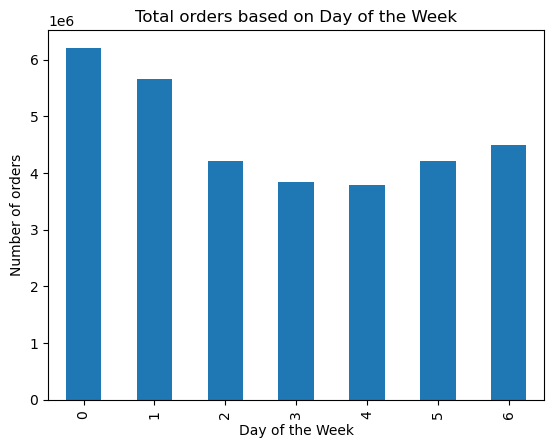 Total orders based on Day of the Week
1e6
6
5
4
3
2
1
0
Number of orders
0 1 2 3 4 5 6
Day of the Week